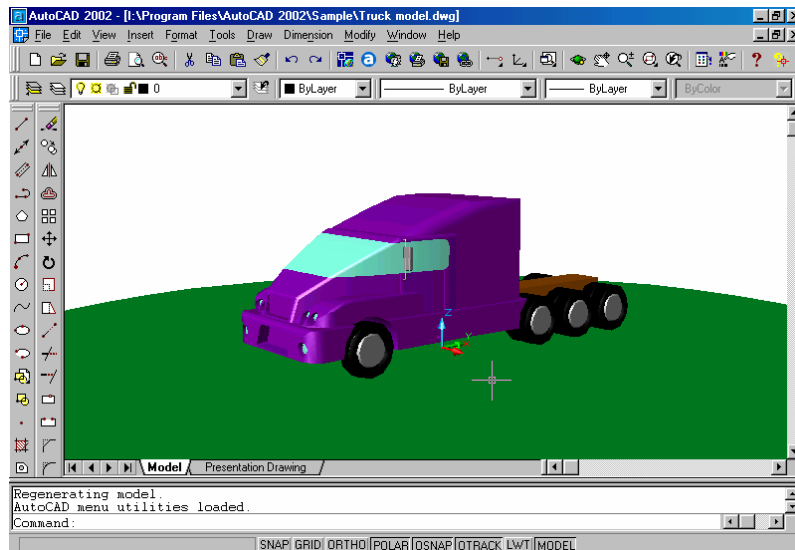 AutoCAD 2002 - [I:\Program Files\AutoCAD 2002\Sample\Truck model.dwg]
File Edit View Insert Format Tools Draw Dimension Modify Window Help
0 ByLayer ByLayer ByLayer ByColor
Z
Y
Model Presentation Drawing
Regenerating model.
AutoCAD menu utilities loaded.
Command:
SNAP GRID ORTHO POLAR OSNAP OTRACK LWT MODEL